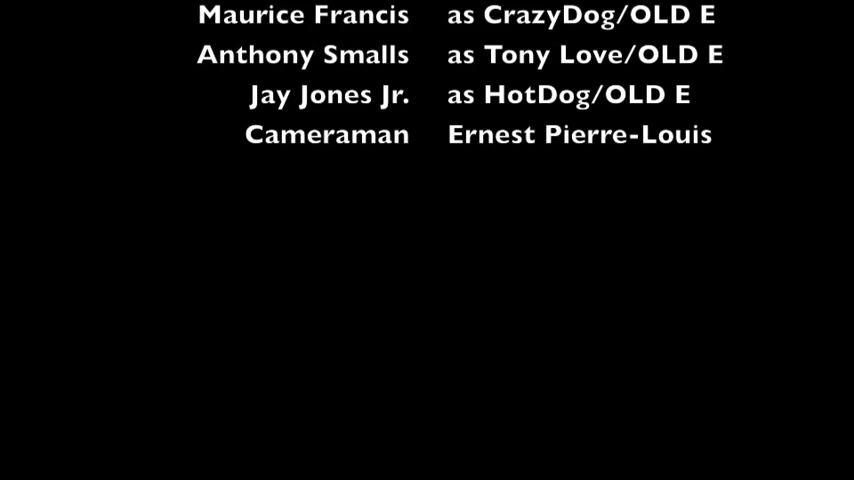 Maurice Francis as CrazyDog/OLD E
Anthony Smalls as Tony Love/OLD E
Jay Jones Jr. as HotDog/OLD E
Cameraman Ernest Pierre-Louis